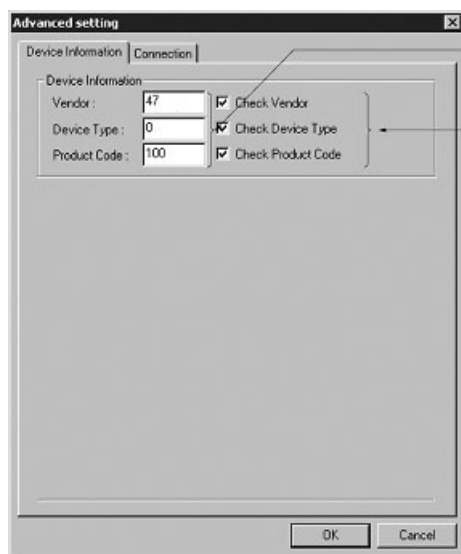 Advanced setting
Device Information Connection
Device Information
Vendor : 47 Check Vendor
Device Type : 0 Check Device Type
Product Code : 100 Check Product Code
OK Cancel